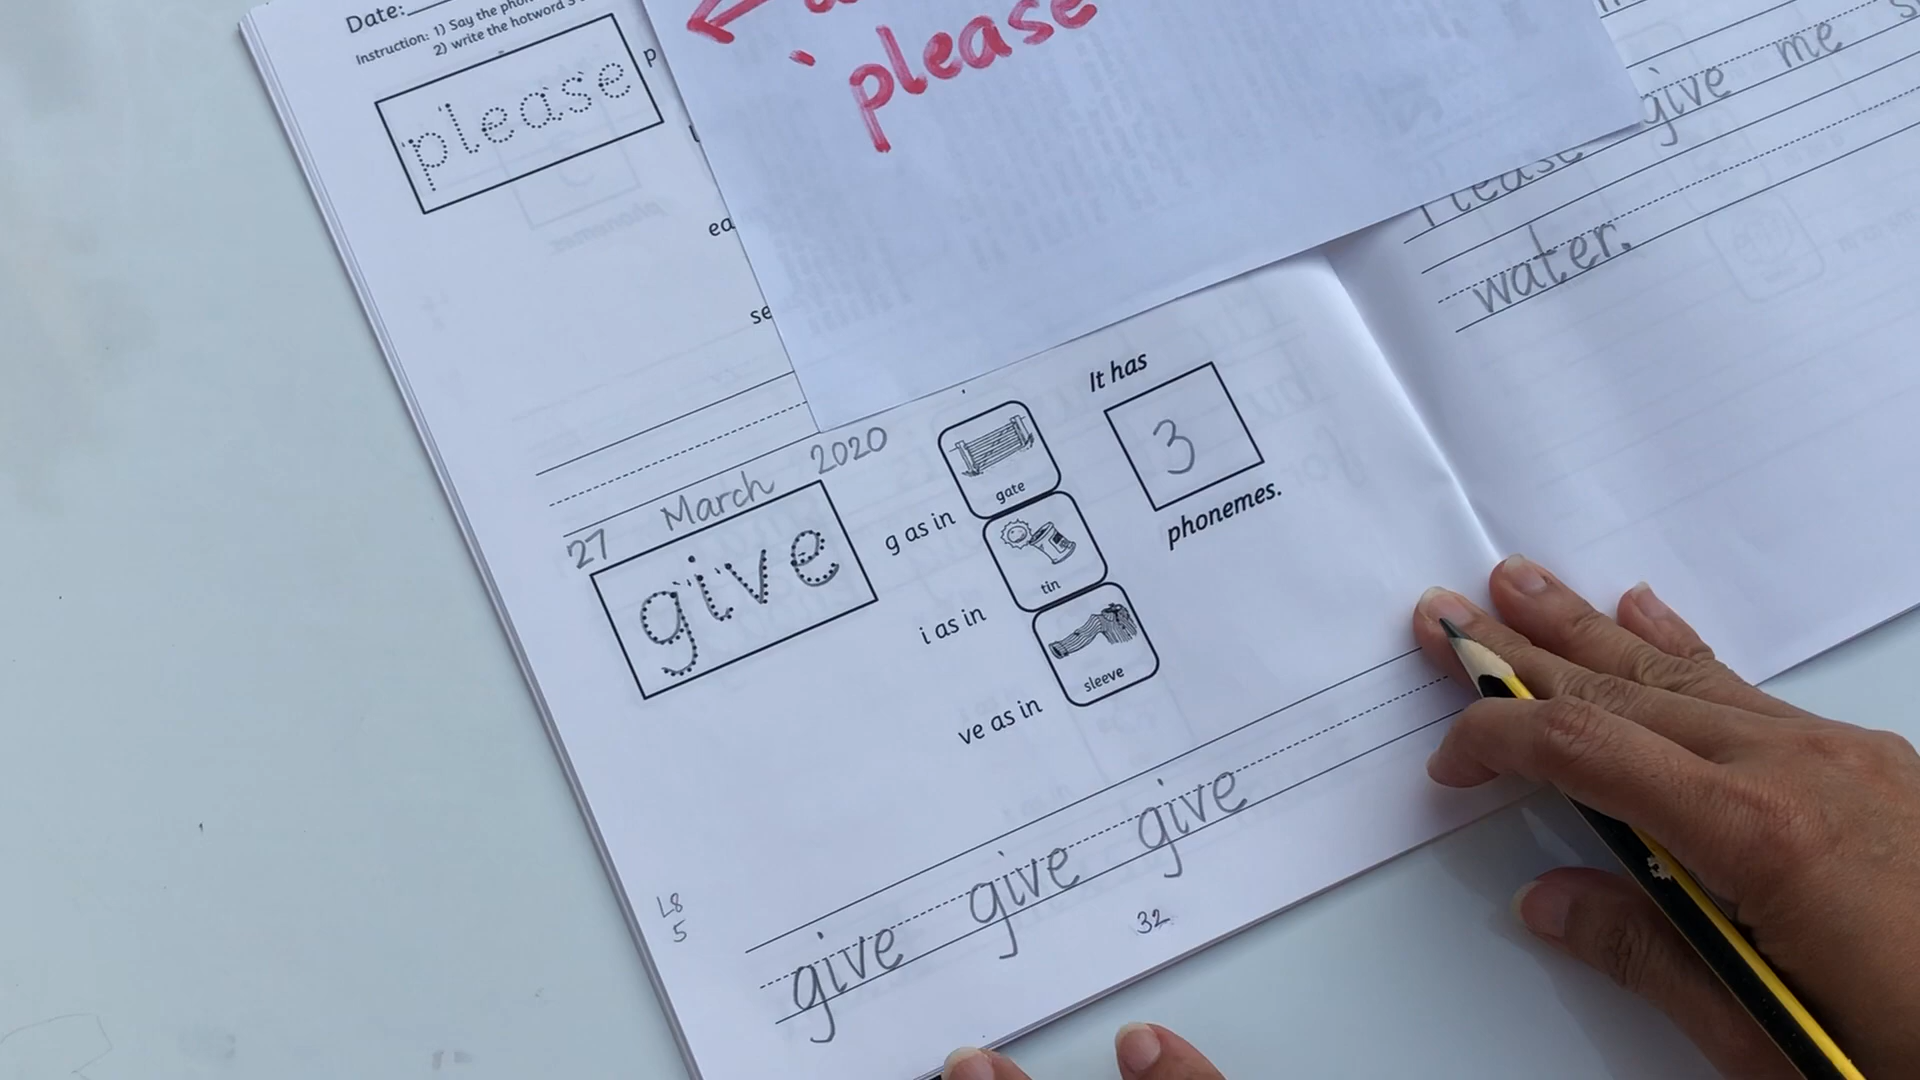 Date:
Instruction: 1) Say the phon
2) write the hotword 3
please
p
ea
se
please
give me
Please
water.
27 March 2020
give
g as in
gate
i as in
tin
ve as in
sleeve
It has
3
phonemes.
give give give
L8
5
32